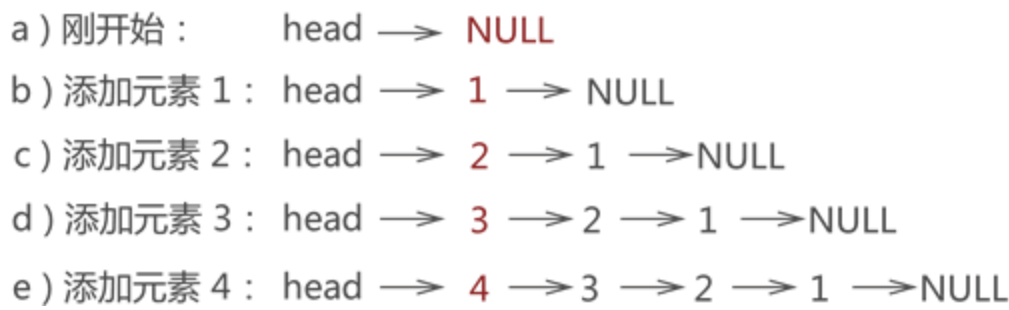 a ) 刚开始： head → NULL
b ) 添加元素 1： head → 1 → NULL
c ) 添加元素 2： head → 2 → 1 → NULL
d ) 添加元素 3： head → 3 → 2 → 1 → NULL
e ) 添加元素 4： head → 4 → 3 → 2 → 1 → NULL